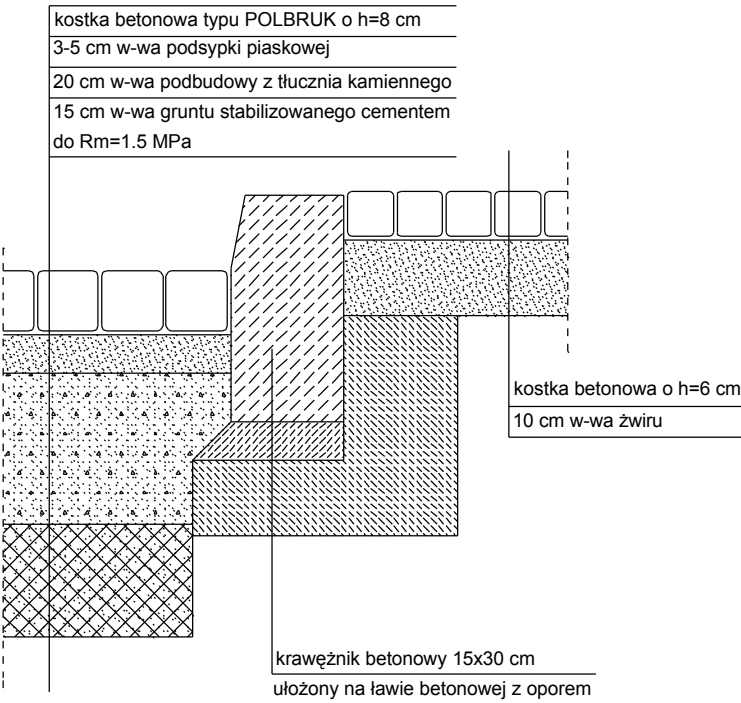 kostka betonowa typu POLBRUK o h=8 cm
3-5 cm w-wa podsypki piaskowej
20 cm w-wa podbudowy z tłucznia kamiennego
15 cm w-wa gruntu stabilizowanego cementem
do Rm=1.5 MPa
kostka betonowa o h=6 cm
10 cm w-wa żwiru
krawężnik betonowy 15x30 cm
ułożony na ławie betonowej z oporem